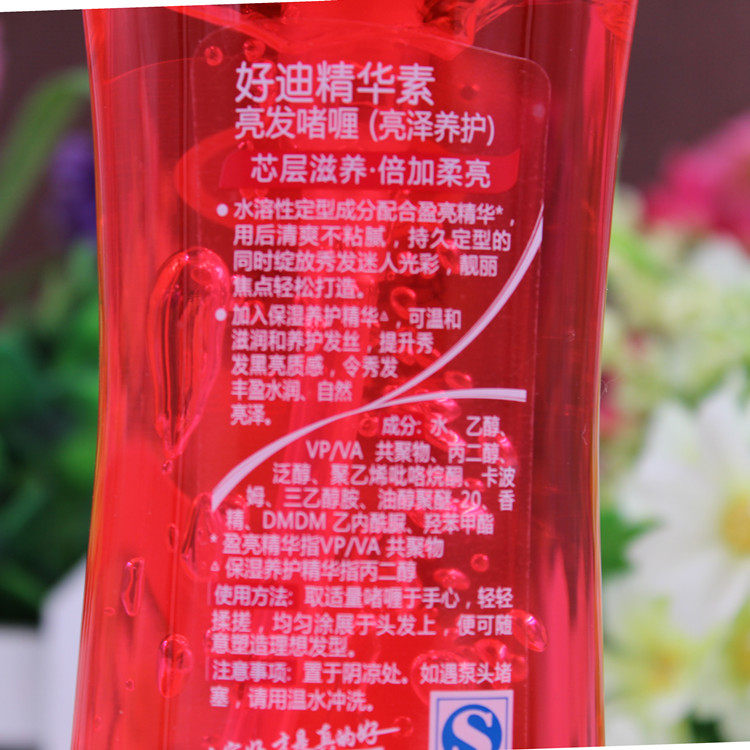 好迪精华素
亮发啫喱 (亮泽养护)
芯层滋养·倍加柔亮
● 水溶性定型成分配合盈亮精华*，
用后清爽不粘腻，持久定型的
同时绽放秀发迷人光彩，靓丽
焦点轻松打造。
● 加入保湿养护精华△，可温和
滋润和养护发丝，提升秀
发黑亮质感，令秀发
丰盈水润、自然
亮泽。
● 成分: 水、乙醇、
VP/VA 共聚物、丙二醇、
泛醇、聚乙烯吡咯烷酮、卡波
姆、三乙醇胺、油醇聚醚-20、香
精、DMDM 乙内酰脲、羟苯甲酯
* 盈亮精华指VP/VA 共聚物
△ 保湿养护精华指丙二醇
使用方法: 取适量啫喱于手心，轻轻
揉搓，均匀涂展于头发上，便可随
意塑造理想发型。
注意事项: 置于阴凉处。如遇泵头堵
塞，请用温水冲洗。
大家好才是真的好
S